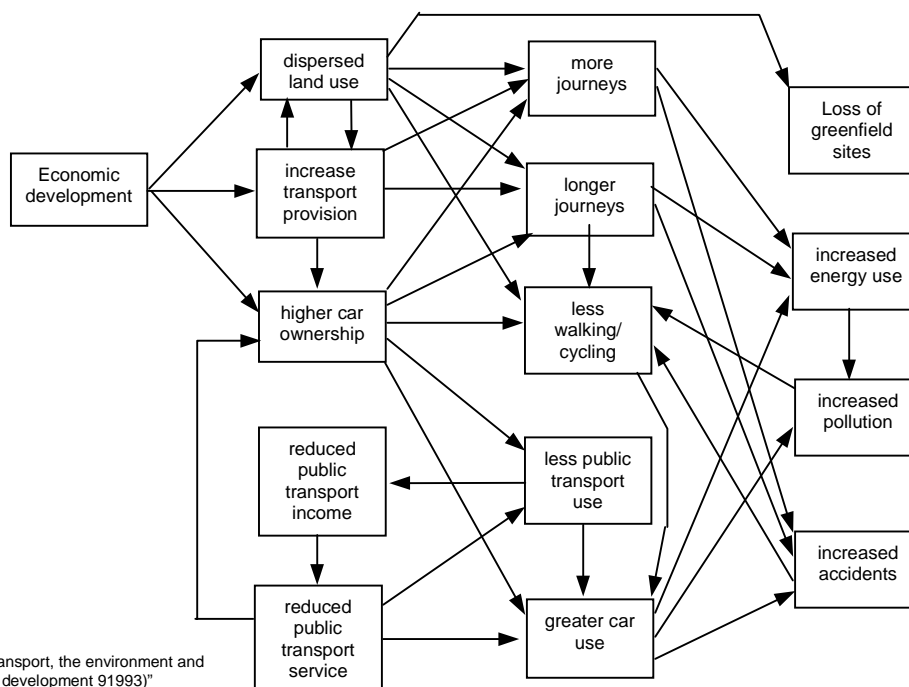 dispersed
land use
more
journeys
Loss of
greenfield
sites
Economic
development
increase
transport
provision
longer
journeys
increased
energy use
higher car
ownership
less
walking/
cycling
increased
pollution
reduced
public
transport
income
less public
transport
use
increased
accidents
reduced
public
transport
service
greater car
use
ansport, the environment and
development 91993)”